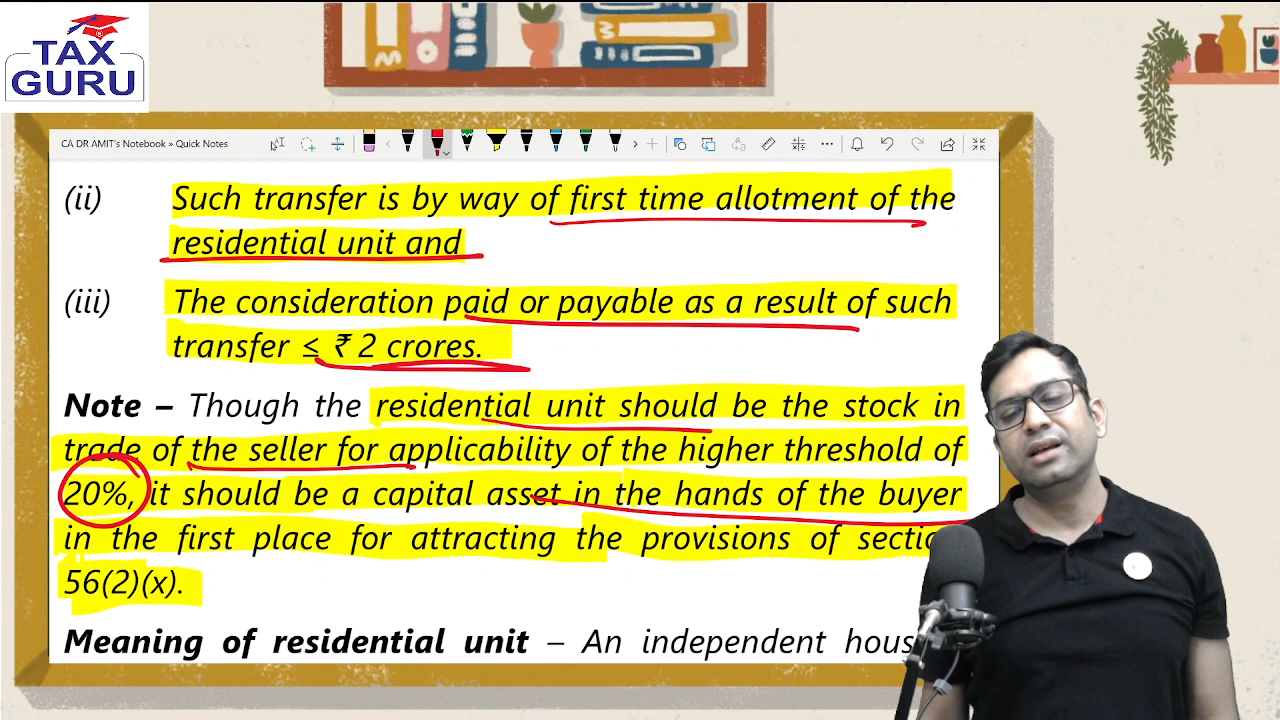 TAX
GURU
CA DR AMIT's Notebook » Quick Notes
(ii) Such transfer is by way of first time allotment of the
residential unit and
(iii) The consideration paid or payable as a result of such
transfer ≤ ₹ 2 crores.
Note – Though the residential unit should be the stock in
trade of the seller for applicability of the higher threshold of
20%, it should be a capital asset in the hands of the buyer
in the first place for attracting the provisions of sectio
56(2)(x).
Meaning of residential unit – An independent hous